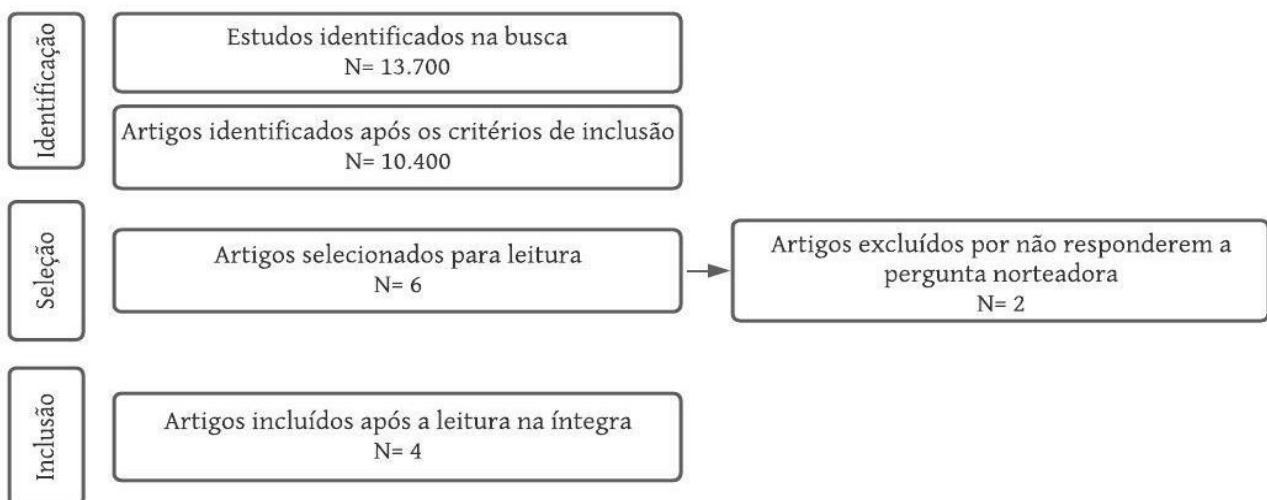 Identificação
Estudos identificados na busca
N= 13.700
Artigos identificados após os critérios de inclusão
N= 10.400
Seleção
Artigos selecionados para leitura
N= 6
Artigos excluídos por não responderem a
pergunta norteadora
N= 2
Inclusão
Artigos incluídos após a leitura na íntegra
N= 4